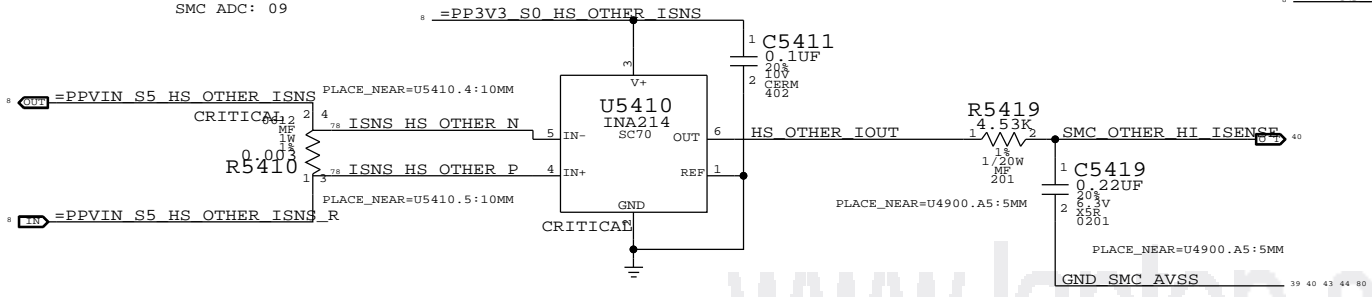 SMC ADC: 09
8 =PP3V3_S0_HS_OTHER_ISNS
1 C5411
0.1UF
20%
10V
2 CERM
402
3
V+
8 OUT =PPVIN_S5_HS_OTHER_ISNS
PLACE_NEAR=U5410.4:10MM
CRITICAL
2 4
0612
MF
1W
1%
0.003
R5410
1 3
78 ISNS_HS_OTHER_N
5 IN-
78 ISNS_HS_OTHER_P
4 IN+
U5410
INA214
SC70
OUT 6
REF 1
GND
2
CRITICAL
HS_OTHER_IOUT
R5419
1 4.53K 2
1%
1/20W
MF
201
SMC_OTHER_HI_ISENSE
40
1 C5419
0.22UF
20%
6.3V
2 X5R
0201
8 IN =PPVIN_S5_HS_OTHER_ISNS_R
PLACE_NEAR=U5410.5:10MM
PLACE_NEAR=U4900.A5:5MM
PLACE_NEAR=U4900.A5:5MM
GND_SMC_AVSS
39 40 43 44 80